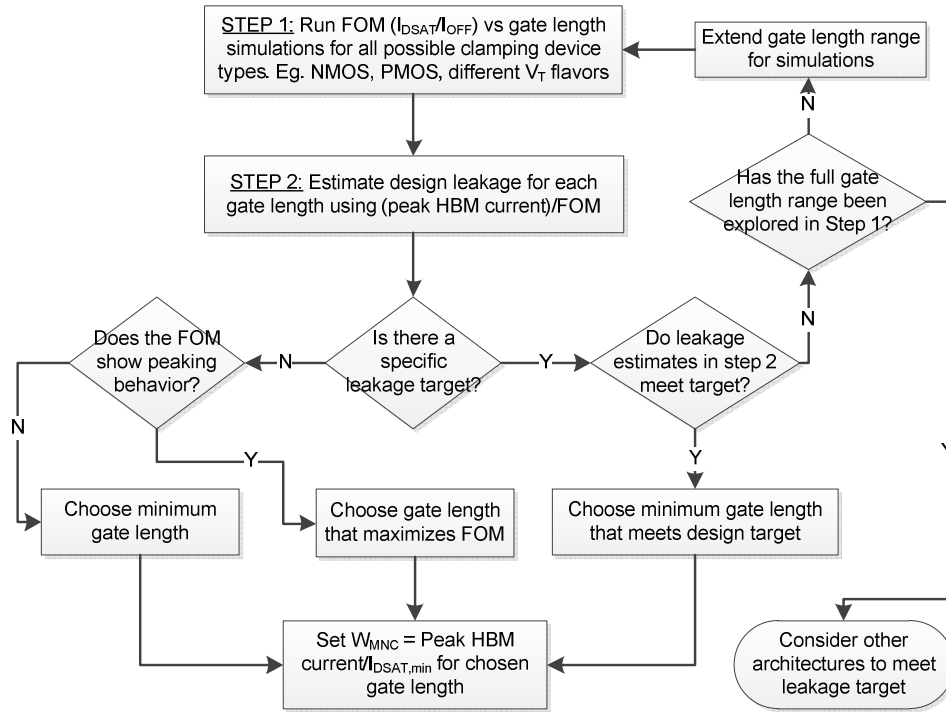 STEP 1: Run FOM (I_DSAT/I_OFF) vs gate length
simulations for all possible clamping device
types. Eg. NMOS, PMOS, different V_T flavors
Extend gate length range
for simulations
N
STEP 2: Estimate design leakage for each
gate length using (peak HBM current)/FOM
Has the full gate
length range been
explored in Step 1?
Does the FOM
show peaking
behavior?
N
Is there a
specific
leakage target?
Y
Do leakage
estimates in step 2
meet target?
N
N
Y
Y
Y
Choose minimum
gate length
Choose gate length
that maximizes FOM
Choose minimum gate length
that meets design target
Set W_MNC = Peak HBM
current/I_DSAT,min for chosen
gate length
Consider other
architectures to meet
leakage target